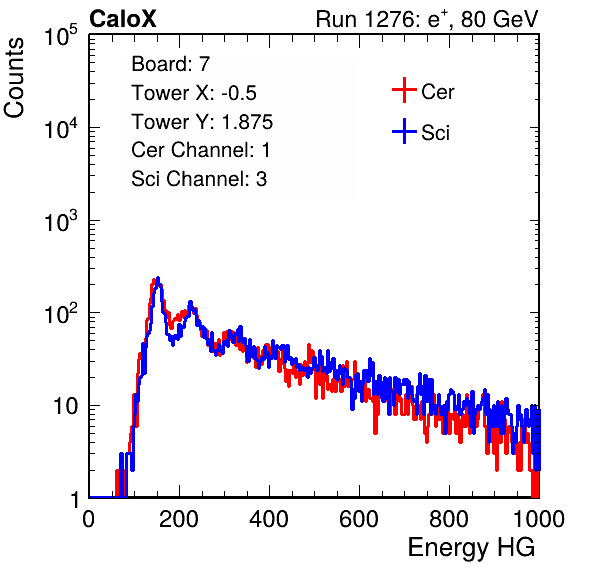 CaloX Run 1276: e⁺, 80 GeV
Board: 7
Tower X: -0.5
Tower Y: 1.875
Cer Channel: 1
Sci Channel: 3
Cer
Sci
Counts
10⁵
10⁴
10³
10²
10
1
0 200 400 600 800 1000
Energy HG